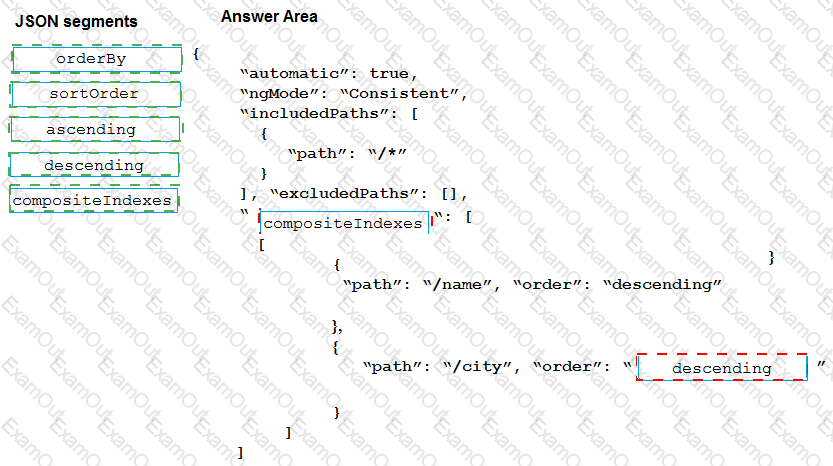 JSON segments
Answer Area
orderBy
sortOrder
ascending
descending
compositeIndexes
{
“automatic”: true,
“ngMode”: “Consistent”,
“includedPaths”: [
{
“path”: “/*”
}
], “excludedPaths”: [],
“ compositeIndexes “: [
[
}
{
“path”: “/name”, “order”: “descending”
},
{
“path”: “/city”, “order”: “ descending ”
}
]
]